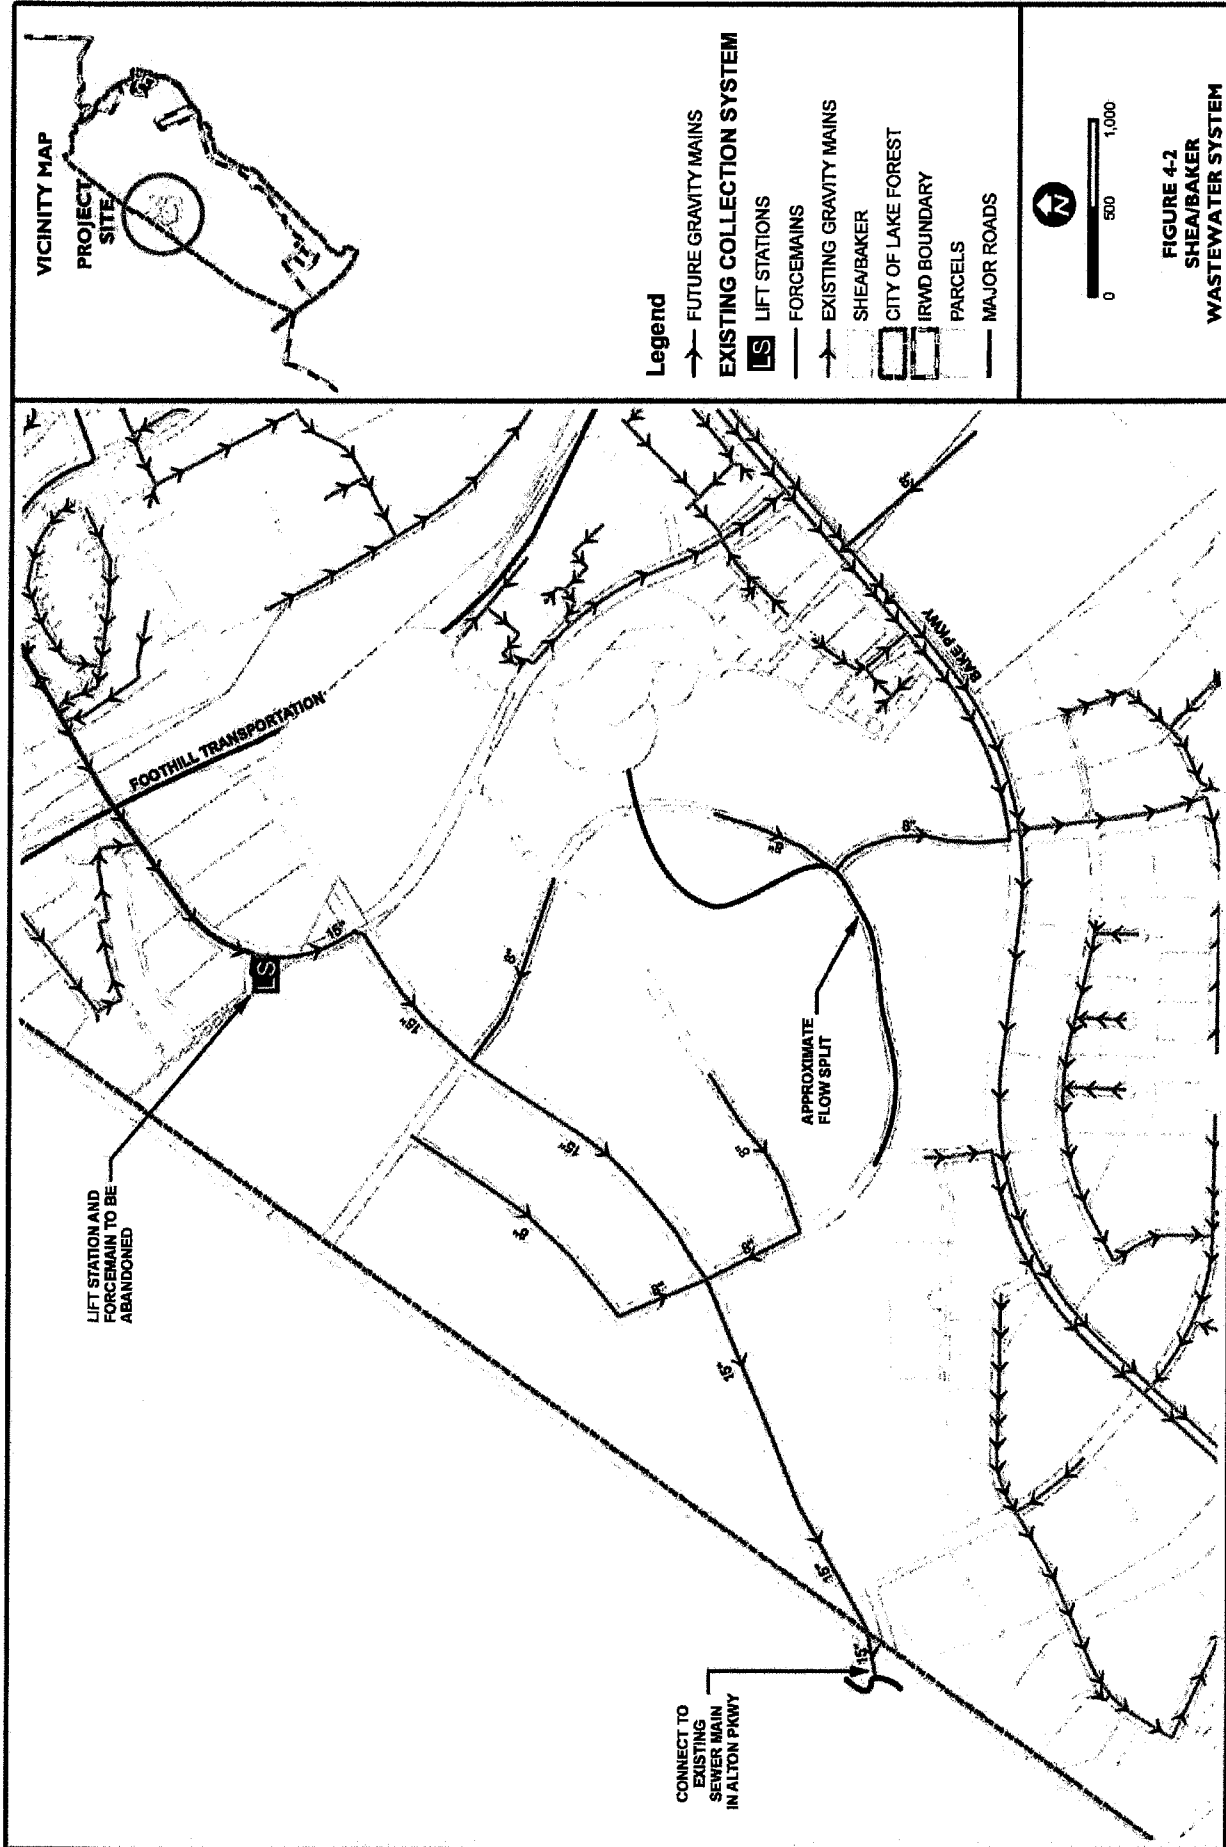 VICINITY MAP
PROJECT
SITE
Legend
FUTURE GRAVITY MAINS
EXISTING COLLECTION SYSTEM
LS LIFT STATIONS
FORCEMAINS
EXISTING GRAVITY MAINS
SHEA/BAKER
CITY OF LAKE FOREST
IRWD BOUNDARY
PARCELS
MAJOR ROADS
N
0 500 1,000
FIGURE 4-2
SHEA/BAKER
WASTEWATER SYSTEM
LIFT STATION AND
FORCEMAIN TO BE
ABANDONED
LS
FOOTHILL TRANSPORTATION
15"
15"
8"
15"
8"
8"
8"
8"
15"
15"
15"
CONNECT TO
EXISTING
SEWER MAIN
IN ALTON PKWY
APPROXIMATE
FLOW SPLIT
8"
8"
8"
BAKE PKWY